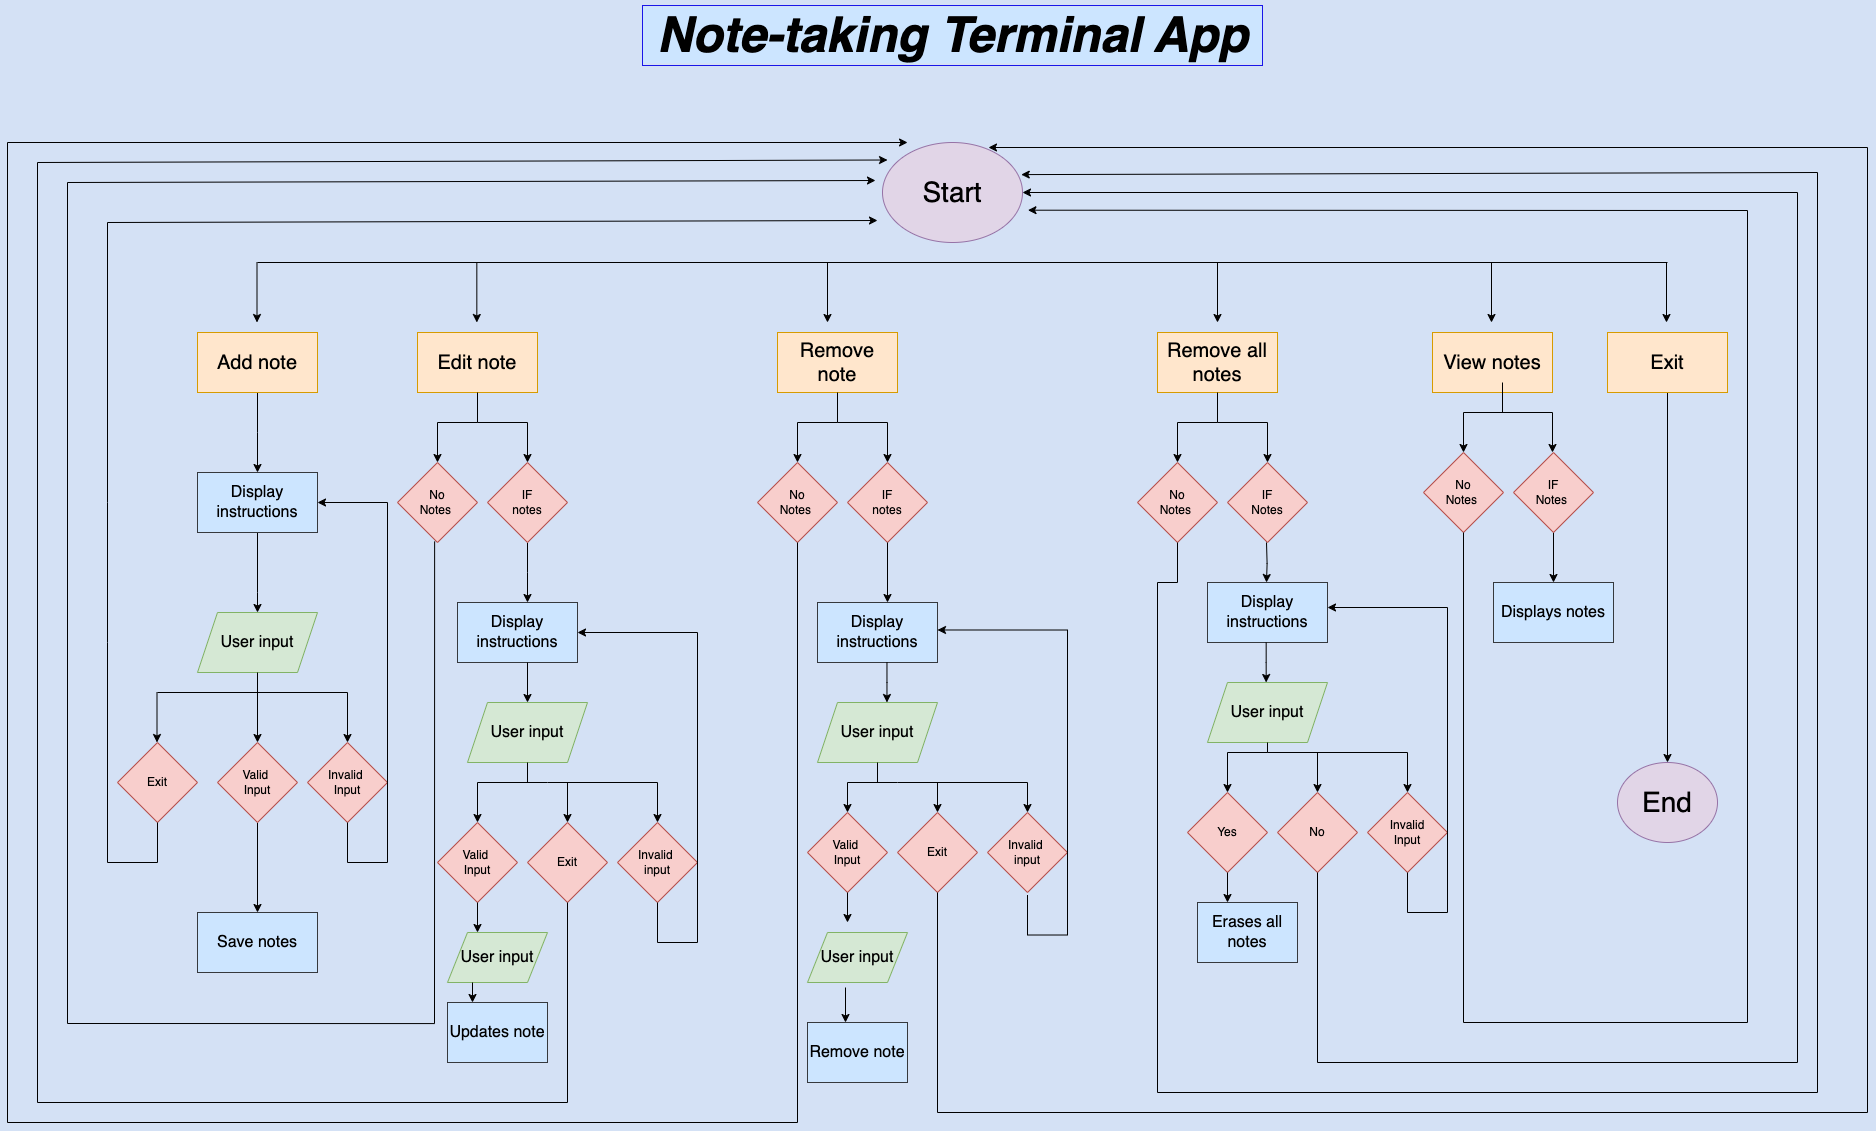 Note-taking Terminal App
Start
Add note
Edit note
Remove
note
Remove all
notes
View notes
Exit
Display
instructions
No
Notes
IF
notes
No
Notes
IF
notes
No
Notes
IF
Notes
No
Notes
IF
Notes
User input
Display
instructions
Display
instructions
Display
instructions
Displays notes
User input
User input
User input
Exit
Valid
Input
Invalid
Input
Valid
Input
Exit
Invalid
input
Valid
Input
Exit
Invalid
input
Yes
No
Invalid
Input
End
Save notes
User input
Updates note
User input
Remove note
Erases all
notes